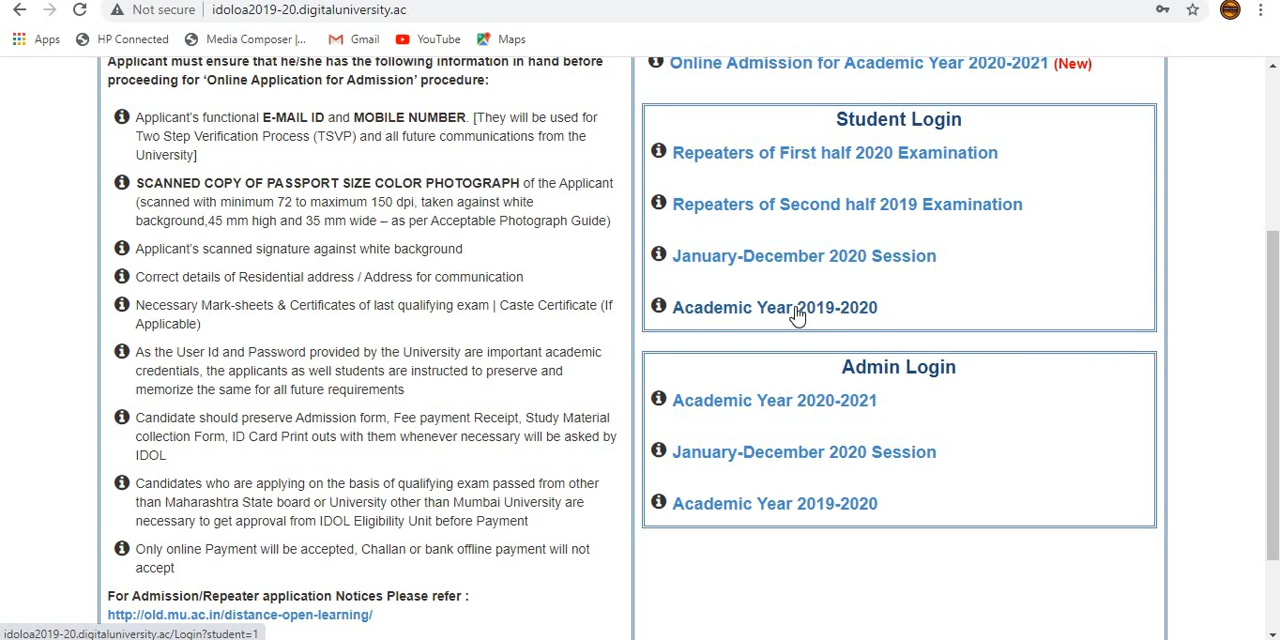 Not secure | idoloa2019-20.digitaluniversity.ac
Apps HP Connected Media Composer |... Gmail YouTube Maps
Applicant must ensure that he/she has the following information in hand before
proceeding for ‘Online Application for Admission’ procedure:
Applicant's functional E-MAIL ID and MOBILE NUMBER. [They will be used for
Two Step Verification Process (TSVP) and all future communications from the
University]
SCANNED COPY OF PASSPORT SIZE COLOR PHOTOGRAPH of the Applicant
(scanned with minimum 72 to maximum 150 dpi, taken against white
background,45 mm high and 35 mm wide – as per Acceptable Photograph Guide)
Applicant's scanned signature against white background
Correct details of Residential address / Address for communication
Necessary Mark-sheets & Certificates of last qualifying exam | Caste Certificate (If
Applicable)
As the User Id and Password provided by the University are important academic
credentials, the applicants as well students are instructed to preserve and
memorize the same for all future requirements
Candidate should preserve Admission form, Fee payment Receipt, Study Material
collection Form, ID Card Print outs with them whenever necessary will be asked by
IDOL
Candidates who are applying on the basis of qualifying exam passed from other
than Maharashtra State board or University other than Mumbai University are
necessary to get approval from IDOL Eligibility Unit before Payment
Only online Payment will be accepted, Challan or bank offline payment will not
accept
For Admission/Repeater application Notices Please refer :
http://old.mu.ac.in/distance-open-learning/
Online Admission for Academic Year 2020-2021 (New)
Student Login
Repeaters of First half 2020 Examination
Repeaters of Second half 2019 Examination
January-December 2020 Session
Academic Year 2019-2020
Admin Login
Academic Year 2020-2021
January-December 2020 Session
Academic Year 2019-2020
idoloa2019-20.digitaluniversity.ac/Login?student=1